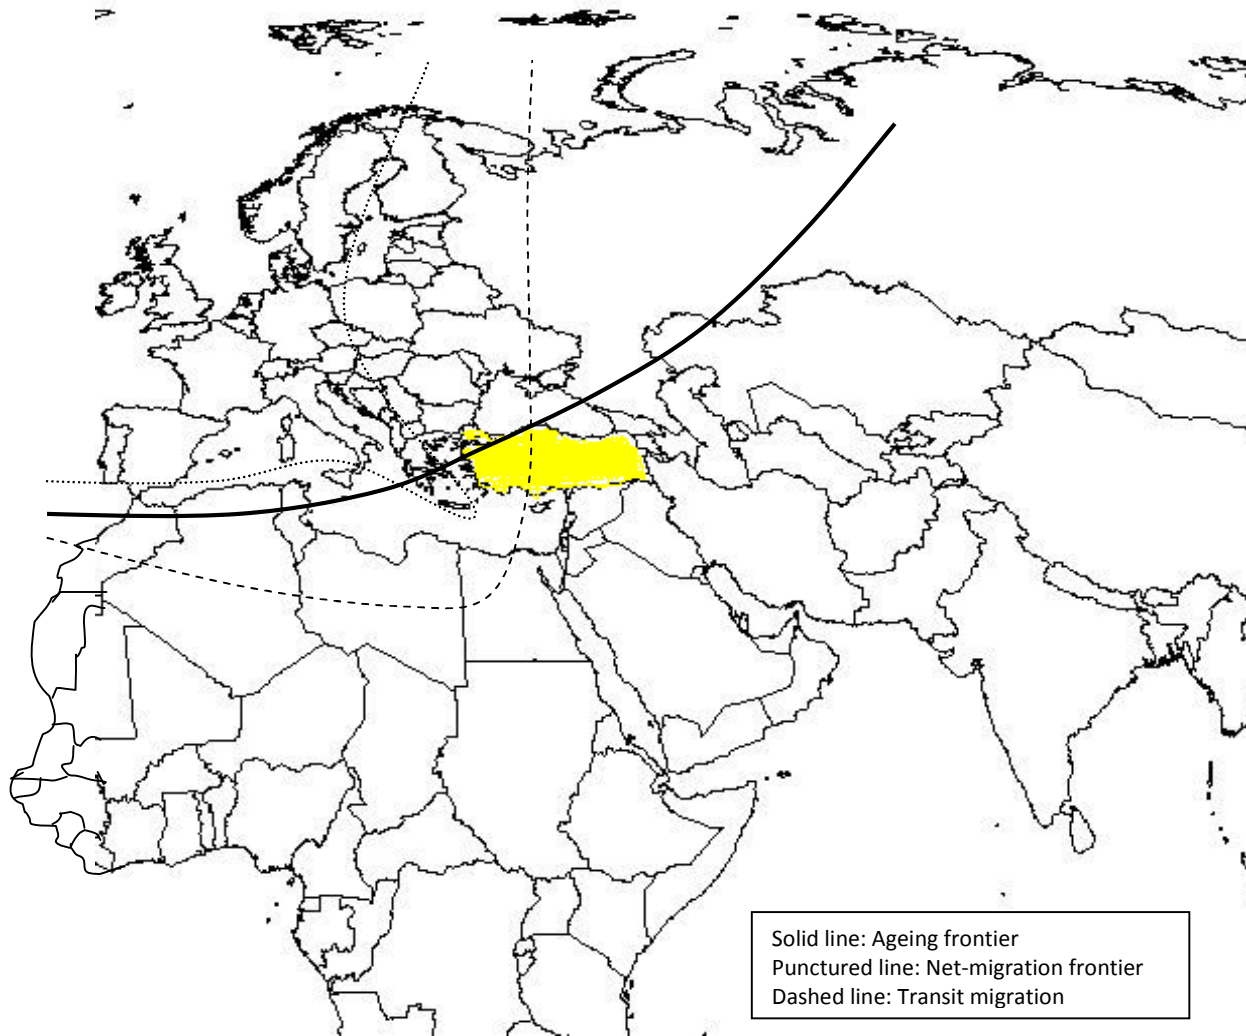 Solid line: Ageing frontier
Punctured line: Net-migration frontier
Dashed line: Transit migration